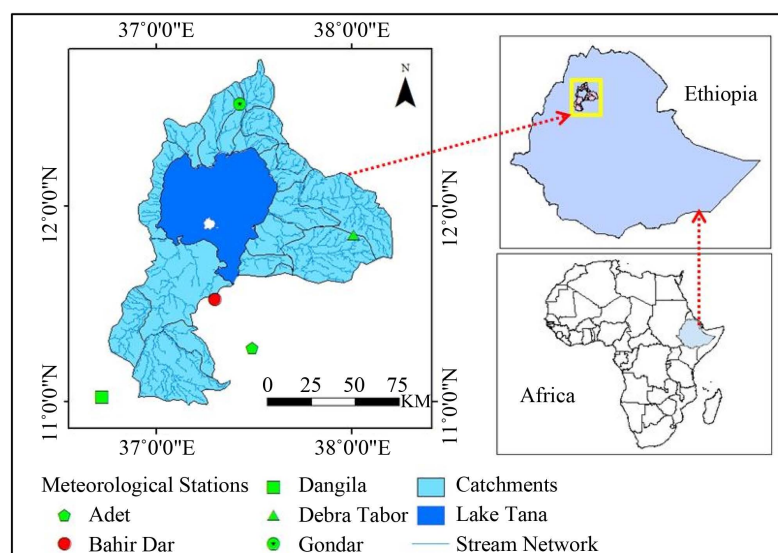 37°0'0"E 38°0'0"E
N
12°0'0"N 12°0'0"N
11°0'0"N 11°0'0"N
0 25 50 75
KM
37°0'0"E 38°0'0"E
Ethiopia
Africa
Meteorological Stations
Adet
Bahir Dar
Dangila
Debra Tabor
Gondar
Catchments
Lake Tana
Stream Network